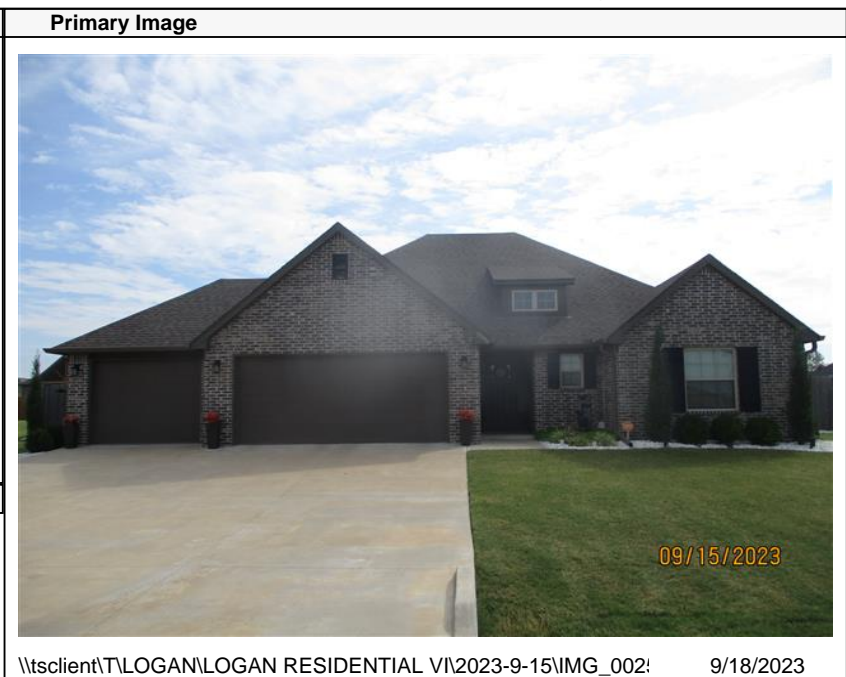 Primary Image
09/15/2023
\\tsclient\T\LOGAN\LOGAN RESIDENTIAL VI\2023-9-15\IMG_002 9/18/2023